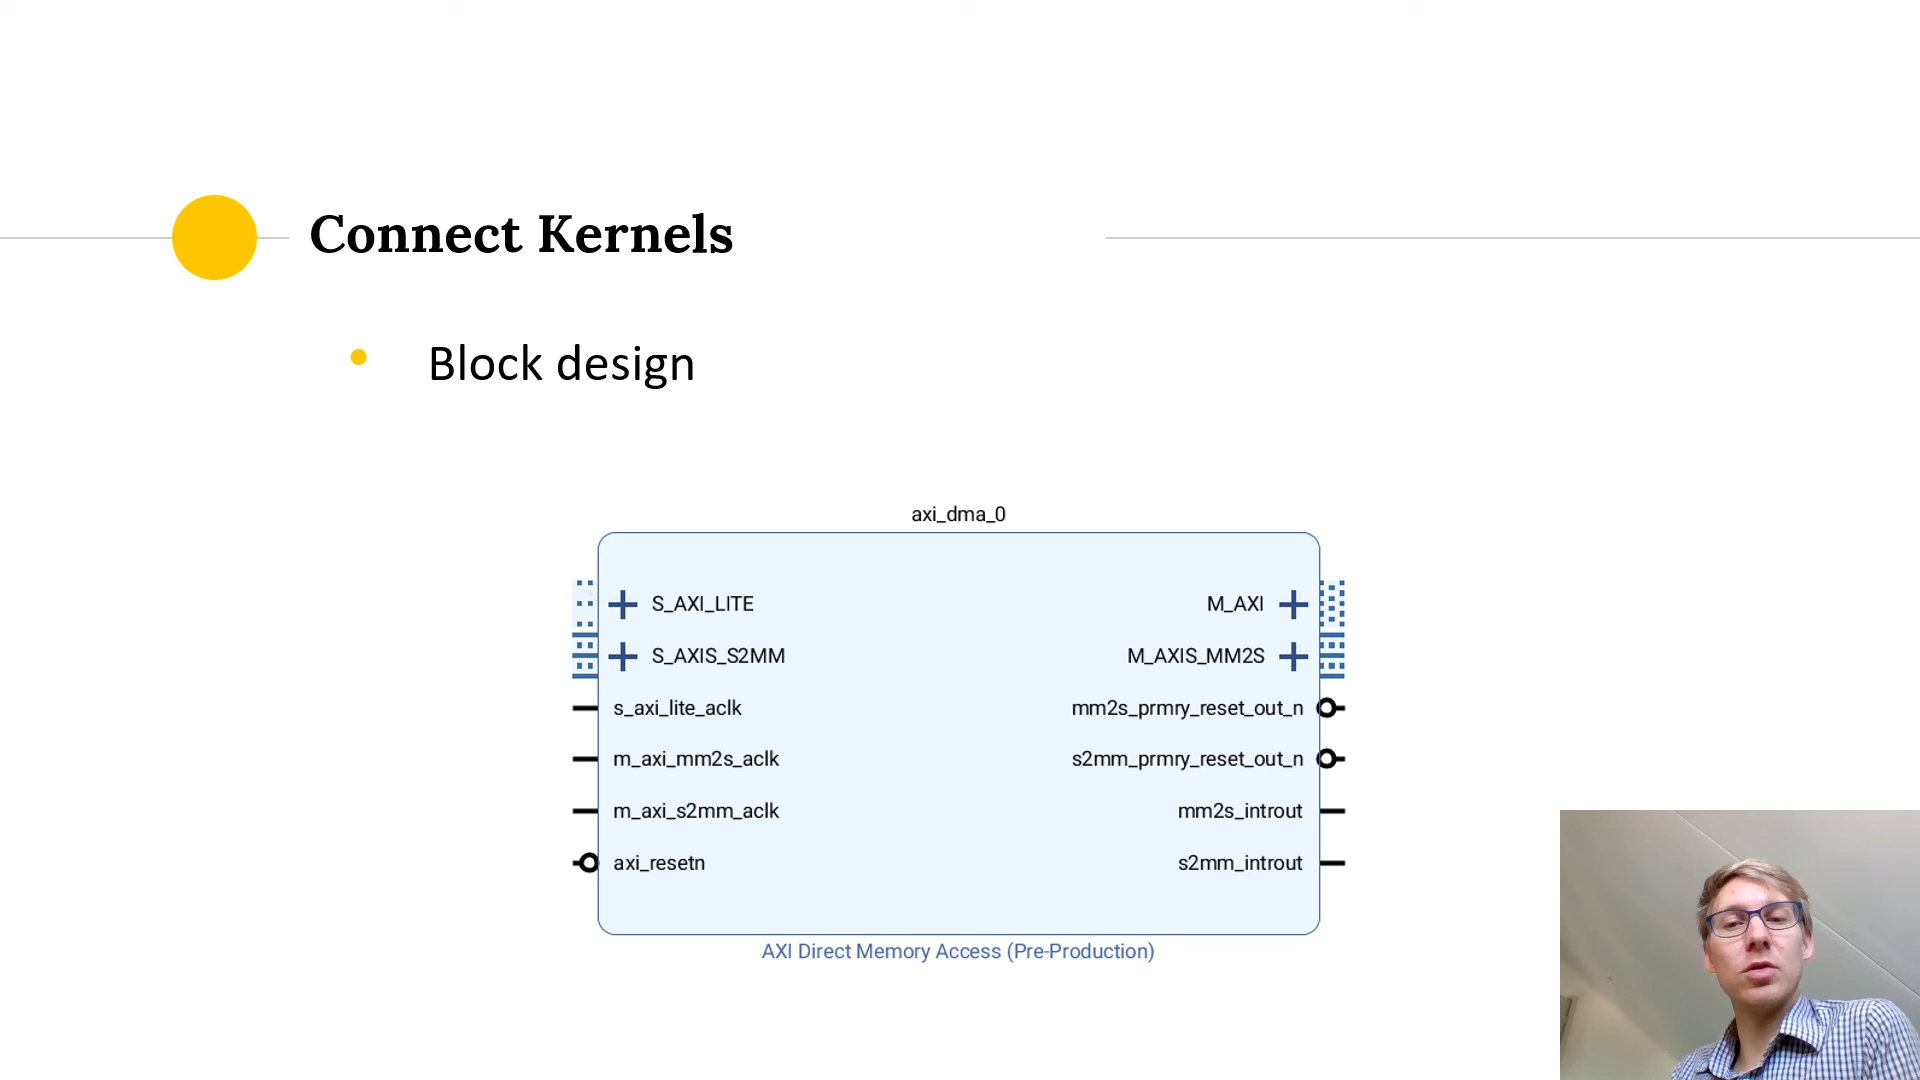 Connect Kernels
Block design
axi_dma_0
S_AXI_LITE
S_AXIS_S2MM
s_axi_lite_aclk
m_axi_mm2s_aclk
m_axi_s2mm_aclk
axi_resetn
M_AXI
M_AXIS_MM2S
mm2s_prmry_reset_out_n
s2mm_prmry_reset_out_n
mm2s_introut
s2mm_introut
AXI Direct Memory Access (Pre-Production)